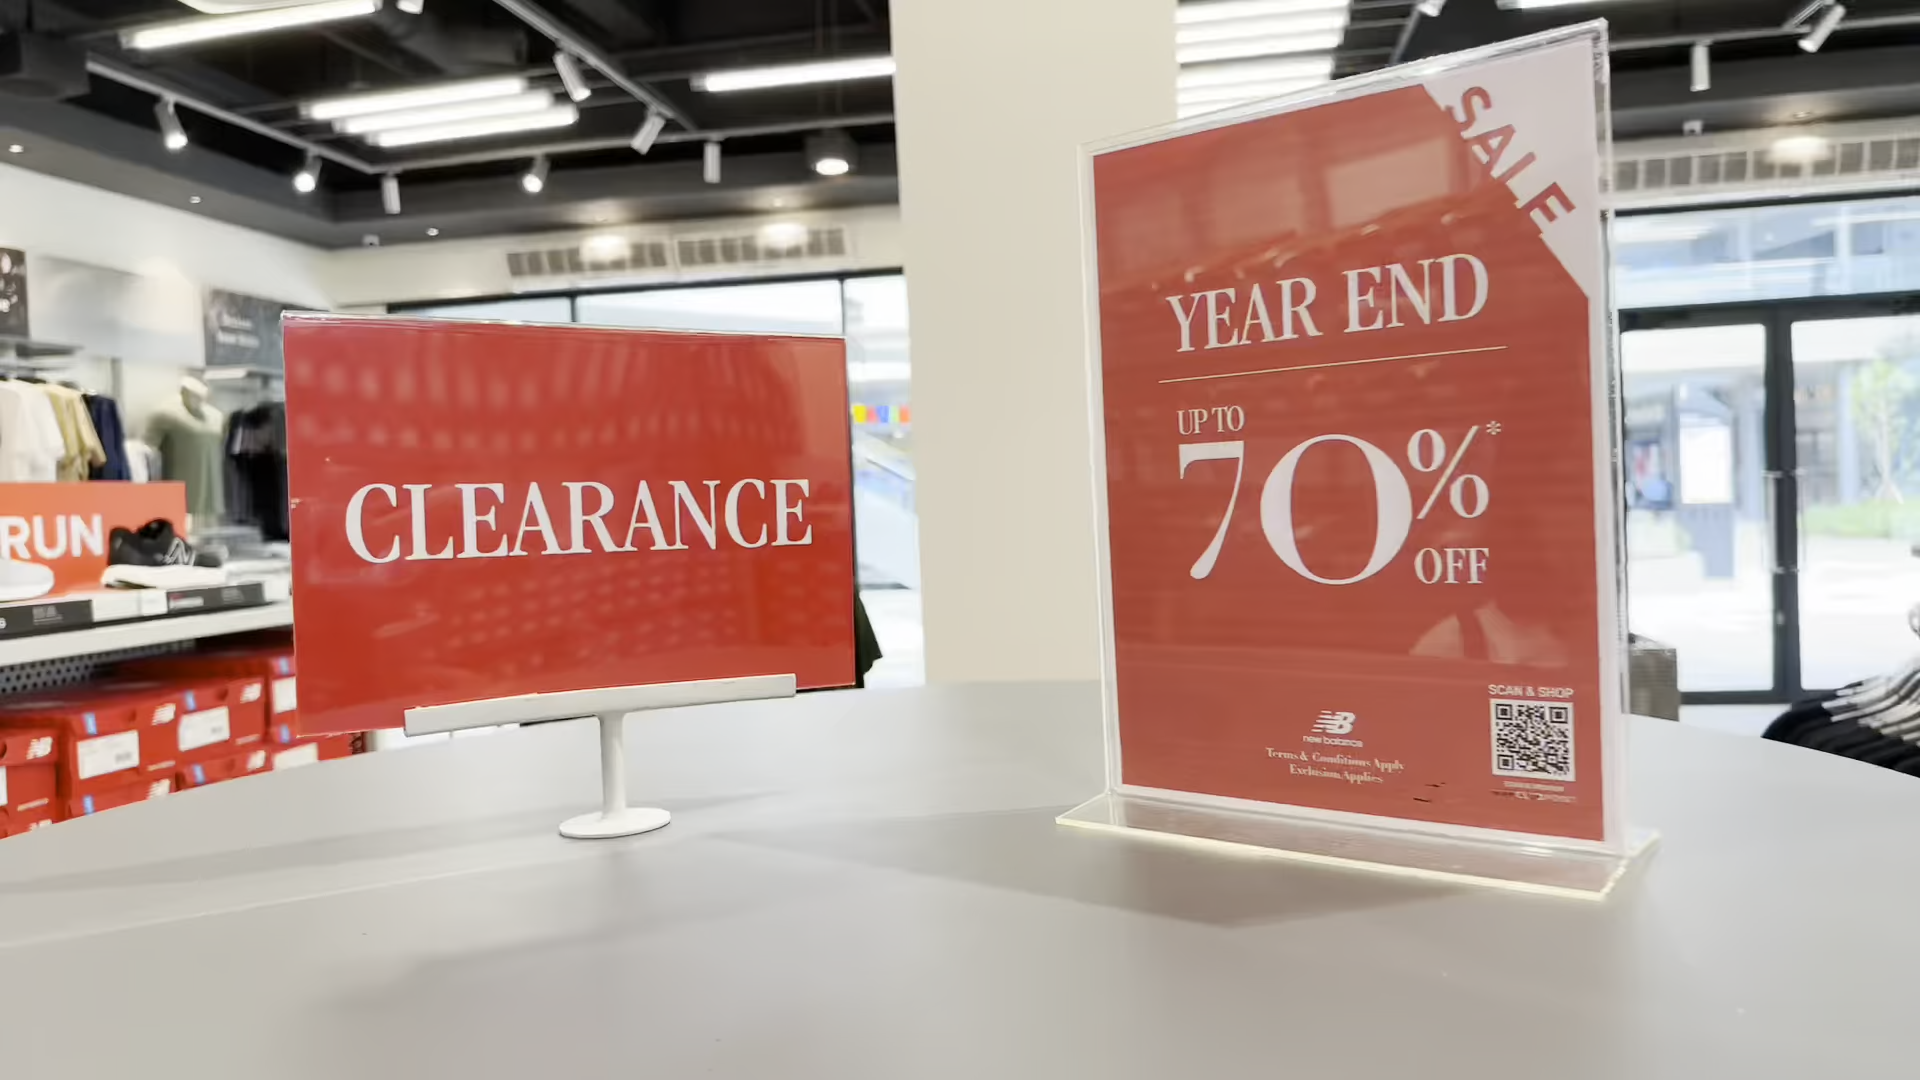 CLEARANCE
SALE
YEAR END
UP TO
70%*
OFF
SCAN & SHOP
new balance
Terms & Conditions Apply
Exclusion Applies
RUN